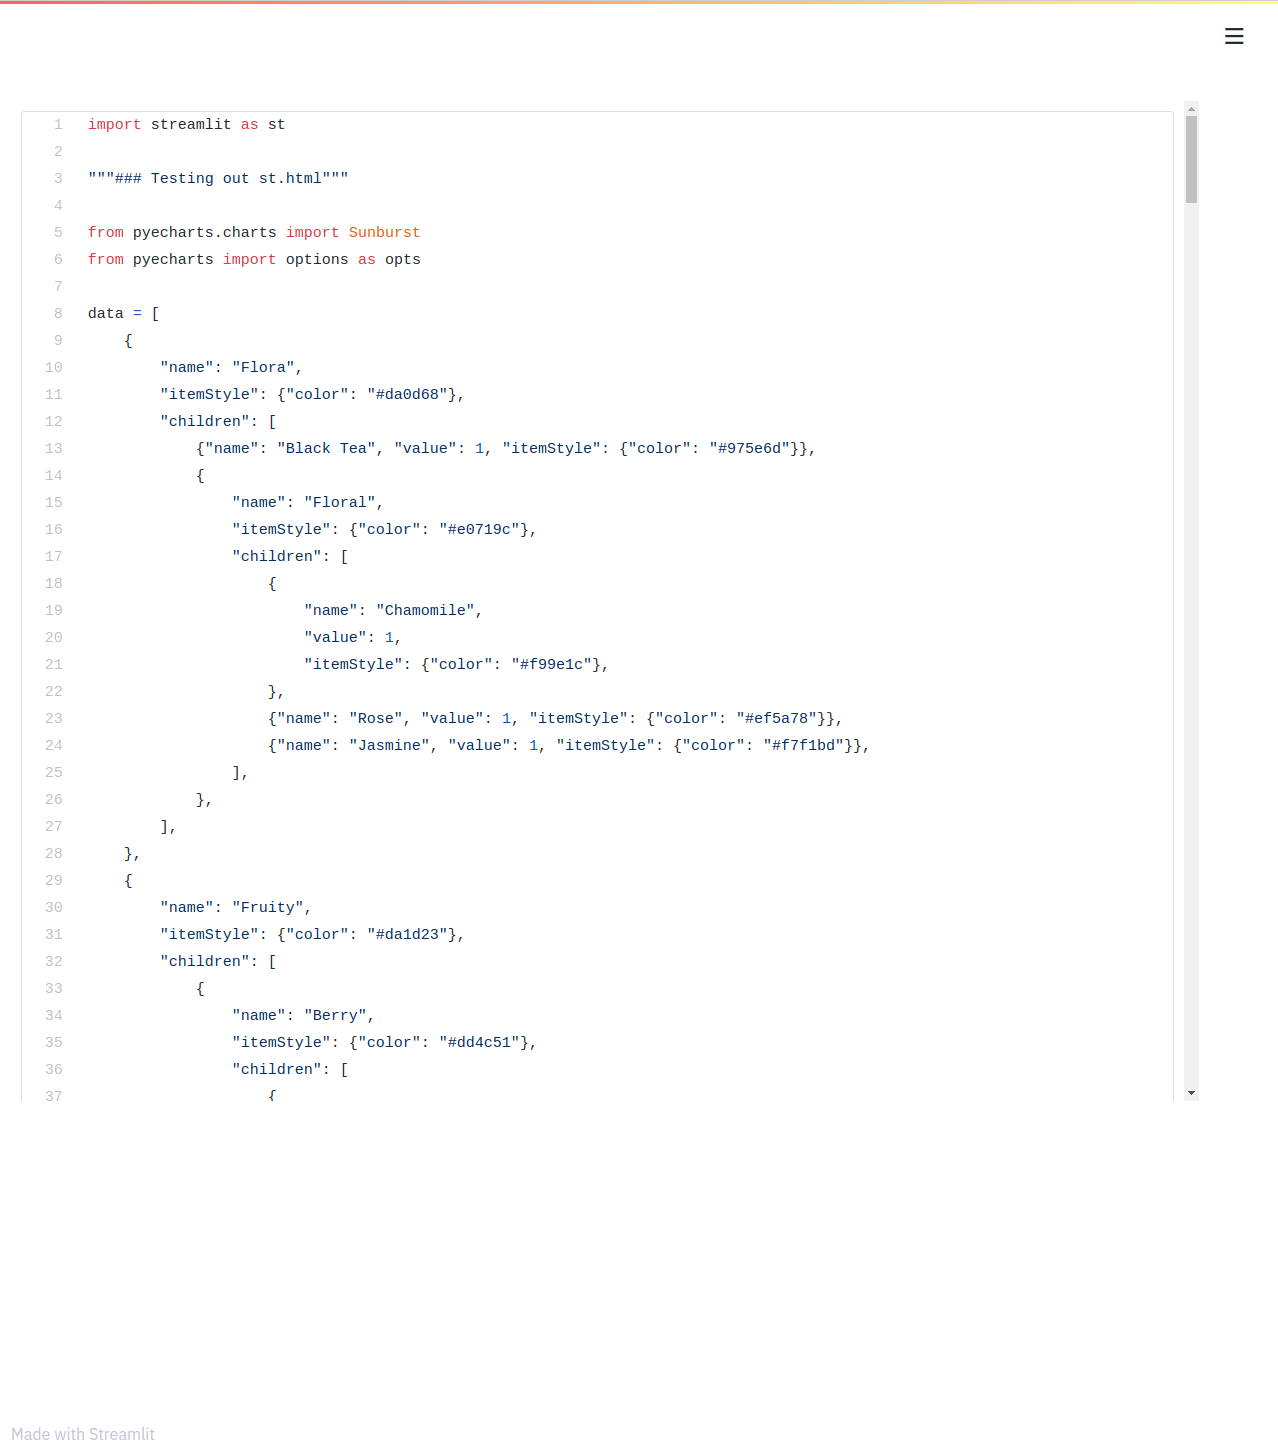 1 import streamlit as st
2
3 """### Testing out st.html"""
4
5 from pyecharts.charts import Sunburst
6 from pyecharts import options as opts
7
8 data = [
9     {
10         "name": "Flora",
11         "itemStyle": {"color": "#da0d68"},
12         "children": [
13             {"name": "Black Tea", "value": 1, "itemStyle": {"color": "#975e6d"}},
14             {
15                 "name": "Floral",
16                 "itemStyle": {"color": "#e0719c"},
17                 "children": [
18                     {
19                         "name": "Chamomile",
20                         "value": 1,
21                         "itemStyle": {"color": "#f99e1c"},
22                     },
23                     {"name": "Rose", "value": 1, "itemStyle": {"color": "#ef5a78"}},
24                     {"name": "Jasmine", "value": 1, "itemStyle": {"color": "#f7f1bd"}},
25                 ],
26             },
27         ],
28     },
29     {
30         "name": "Fruity",
31         "itemStyle": {"color": "#da1d23"},
32         "children": [
33             {
34                 "name": "Berry",
35                 "itemStyle": {"color": "#dd4c51"},
36                 "children": [
37                     {
Made with Streamlit